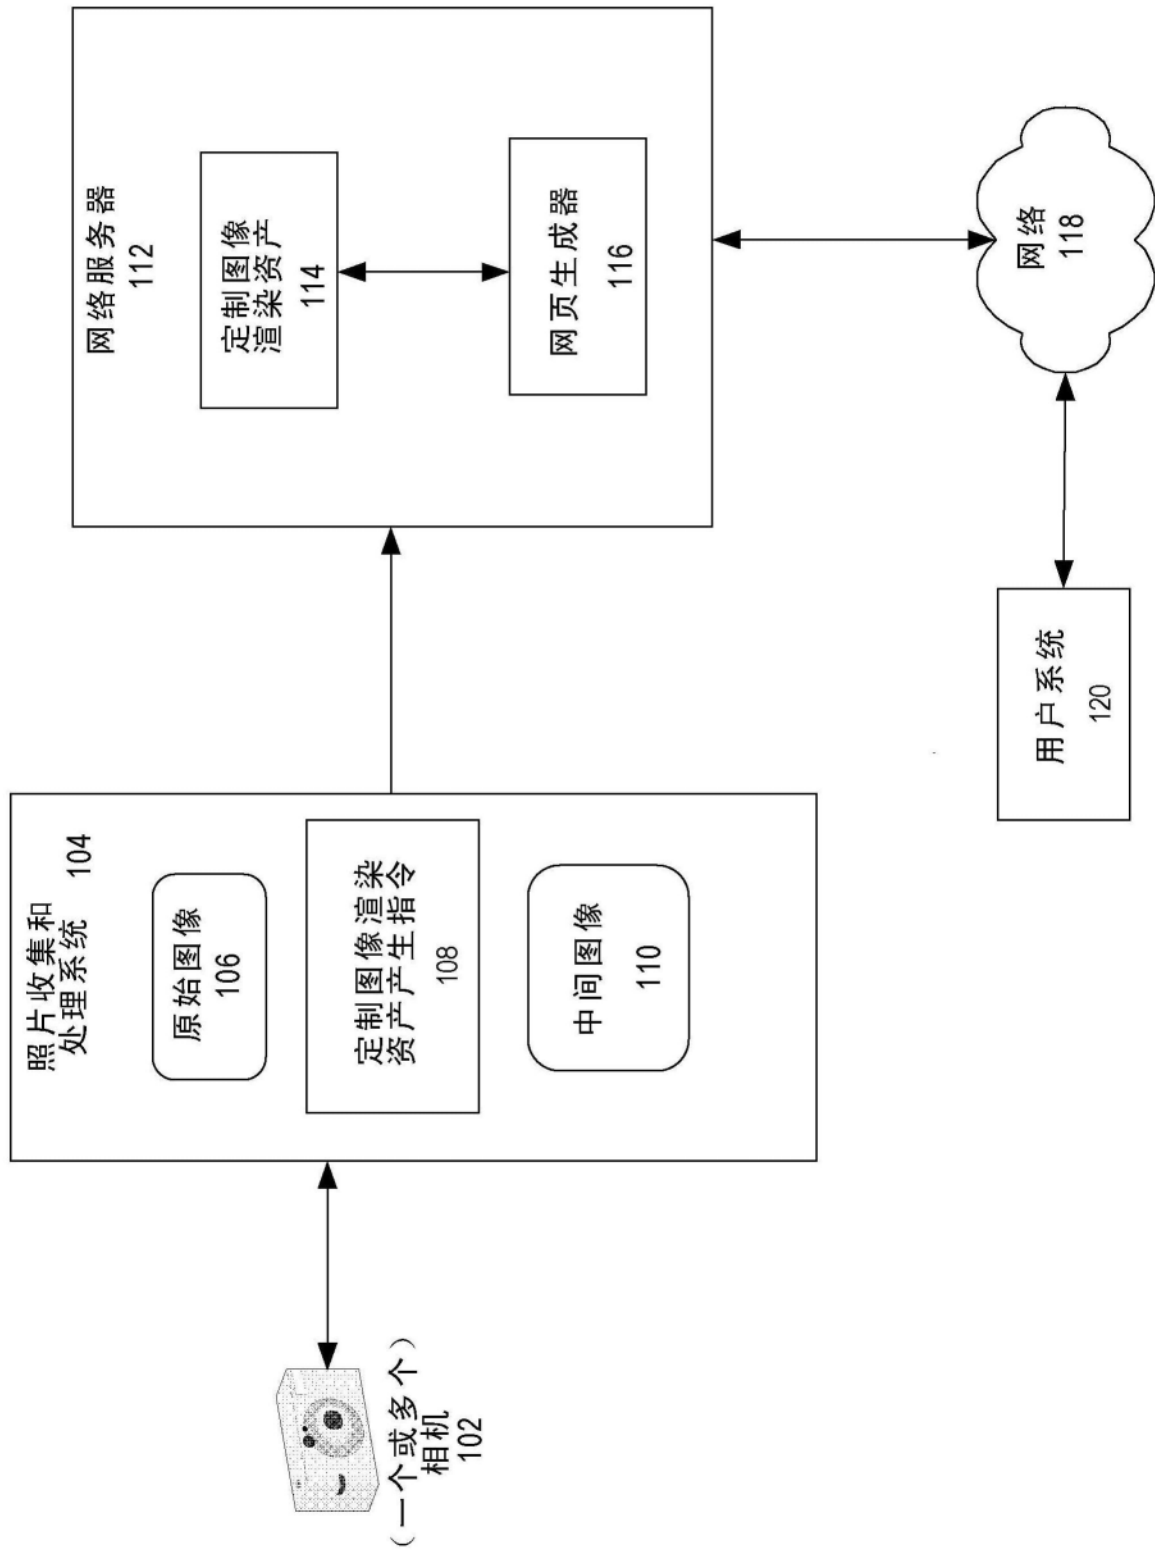 （一个或多个）
相机
102
照片收集和
处理系统
104
原始图像
106
定制图像渲染
资产产生指令
108
中间图像
110
网络服务器
112
定制图像
渲染资产
114
网页生成器
116
网络
118
用户系统
120